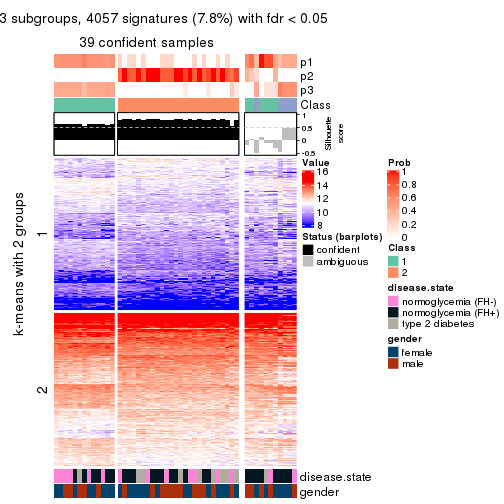 3 subgroups, 4057 signatures (7.8%) with fdr < 0.05
39 confident samples
p1
p2
p3
Class
1
0.5
0
-0.5
Silhouette
score
k-means with 2 groups
1
2
disease.state
gender
Value
16
14
12
10
8
Status (barplots)
confident
ambiguous
Prob
1
0.8
0.6
0.4
0.2
0
Class
1
2
disease.state
normoglycemia (FH-)
normoglycemia (FH+)
type 2 diabetes
gender
female
male